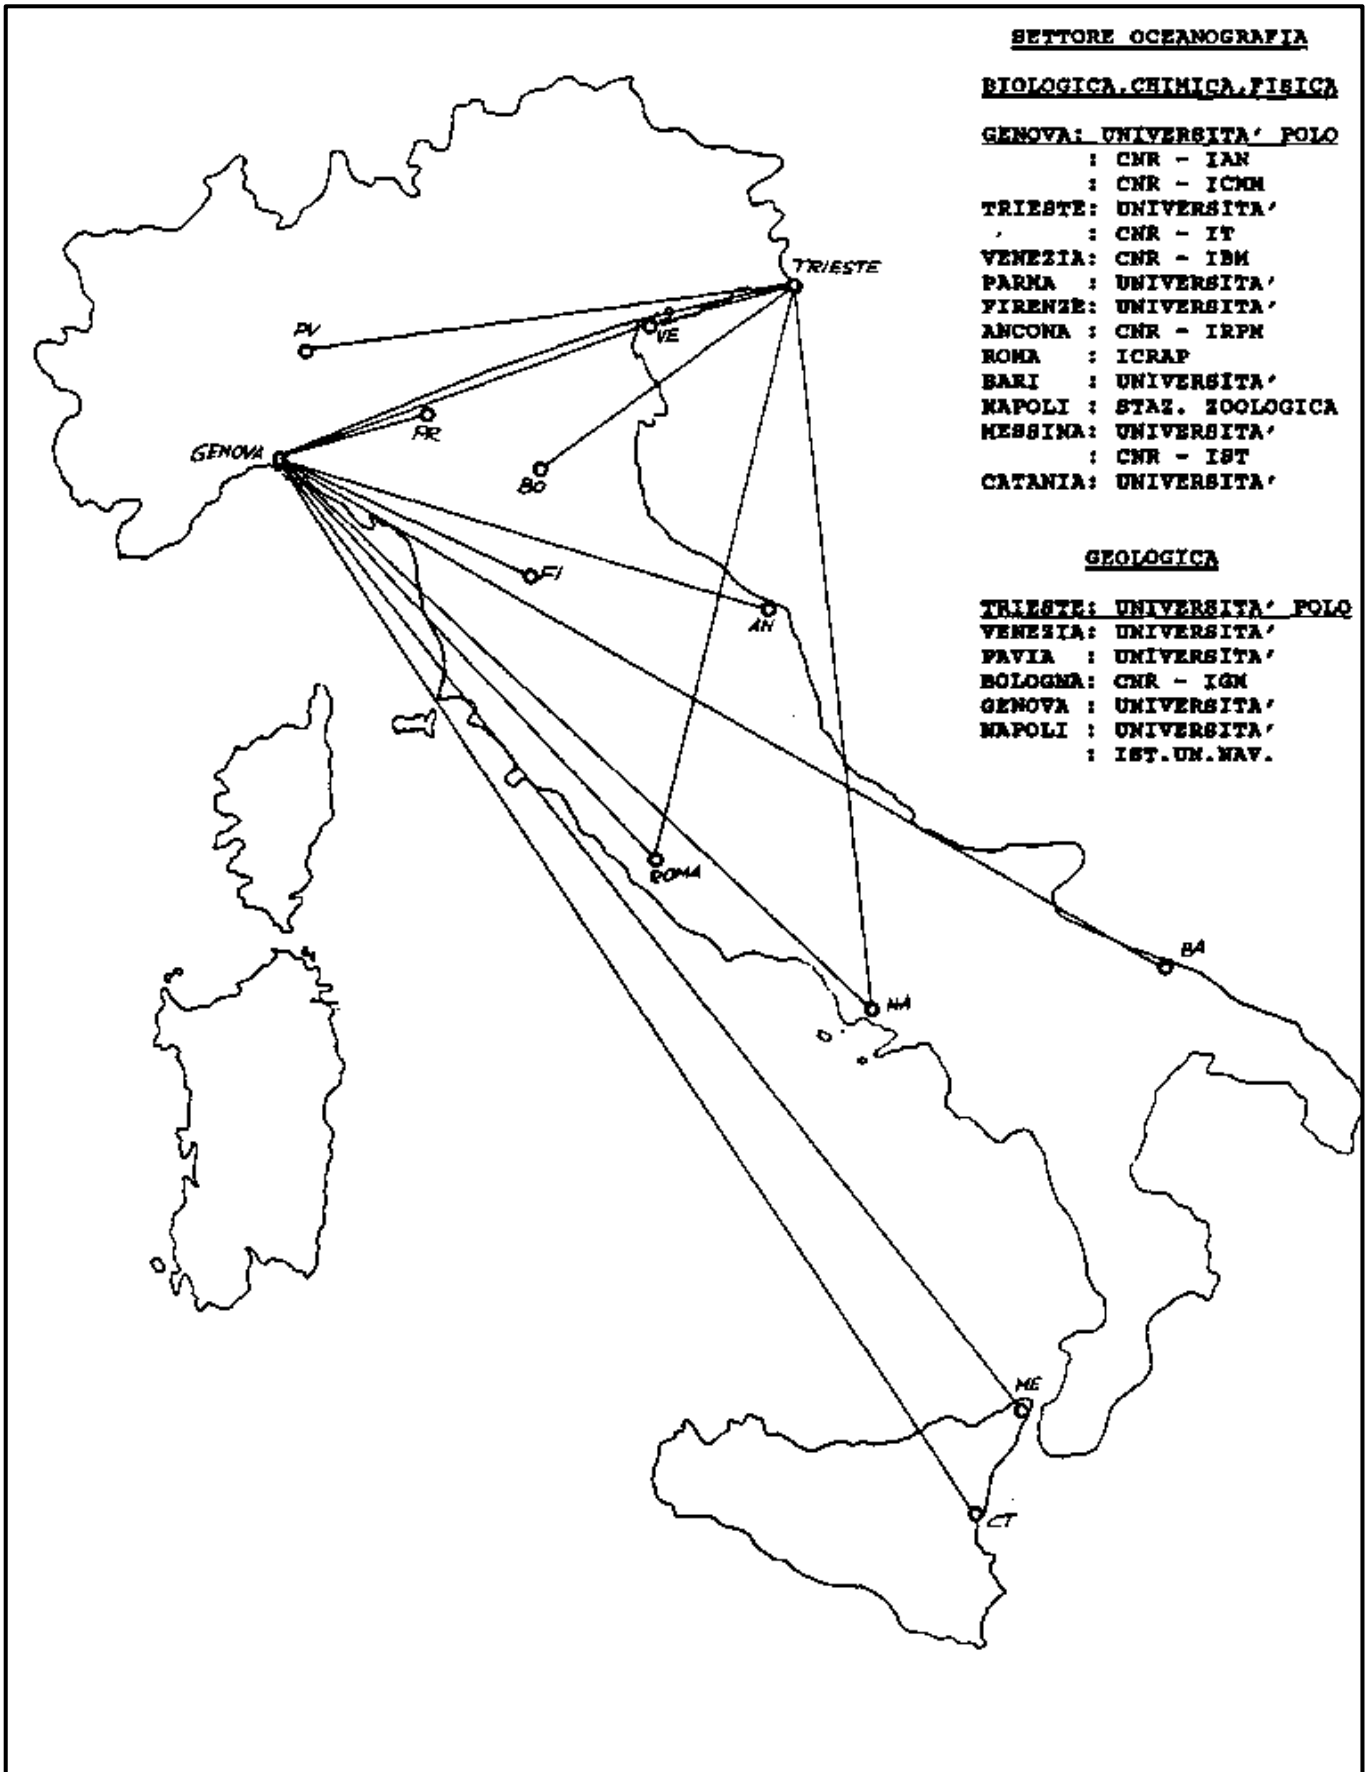 SETTORE OCEANOGRAFIA
BIOLOGICA,CHIMICA,FISICA
GENOVA: UNIVERSITA' POLO
: CNR - IAN
: CNR - ICMM
TRIESTE: UNIVERSITA'
: CNR - IT
VENEZIA: CNR - IBM
PARMA : UNIVERSITA'
FIRENZE: UNIVERSITA'
ANCONA : CNR - IRPM
ROMA : ICRAP
BARI : UNIVERSITA'
NAPOLI : STAZ. ZOOLOGICA
MESSINA: UNIVERSITA'
: CNR - IST
CATANIA: UNIVERSITA'
GEOLOGICA
TRIESTE: UNIVERSITA' POLO
VENEZIA: UNIVERSITA'
PAVIA : UNIVERSITA'
BOLOGNA: CNR - IGM
GENOVA : UNIVERSITA'
NAPOLI : UNIVERSITA'
: IST.UN.NAV.
TRIESTE
PV
VE
PR
GENOVA
BO
FI
AN
ROMA
BA
NA
ME
CT